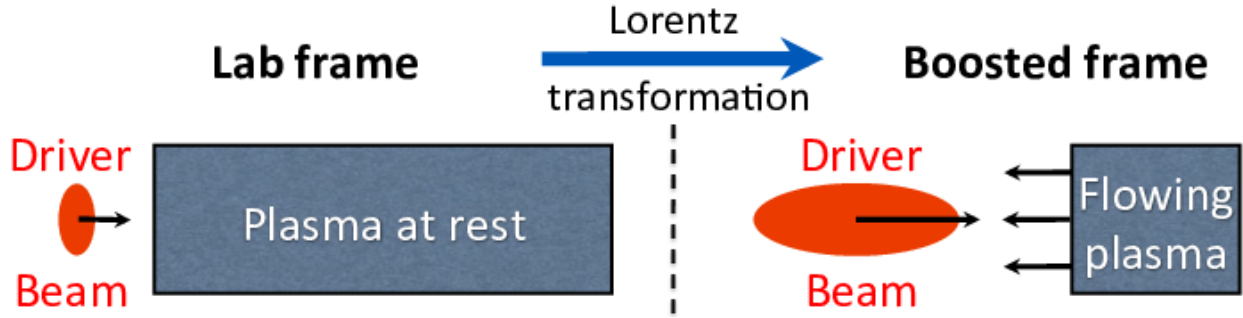 Lab frame
Lorentz
transformation
Boosted frame
Driver
Beam
Plasma at rest
Driver
Beam
Flowing
plasma